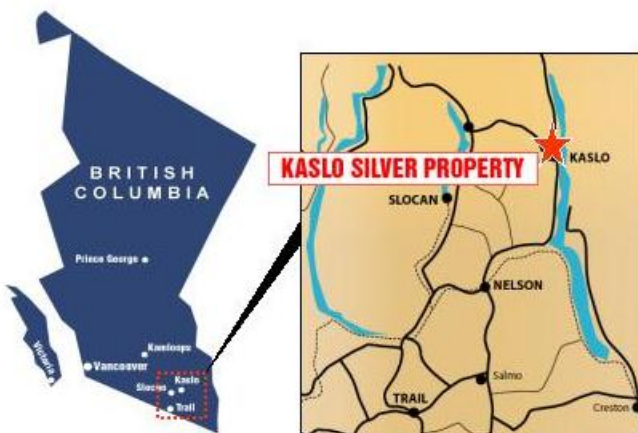 BRITISH
COLUMBIA
Prince George
Kamloops
Vancouver
Victoria
Slocan
Kaslo
Trail
KASLO SILVER PROPERTY
KASLO
SLOCAN
NELSON
Salmo
TRAIL
Creston